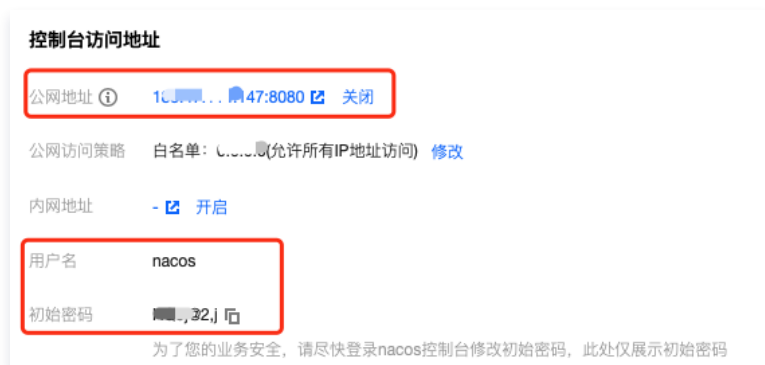 控制台访问地址
公网地址 147:8080 关闭
公网访问策略 白名单： (允许所有IP地址访问) 修改
内网地址 - 开启
用户名 nacos
初始密码
为了您的业务安全，请尽快登录nacos控制台修改初始密码，此处仅展示初始密码